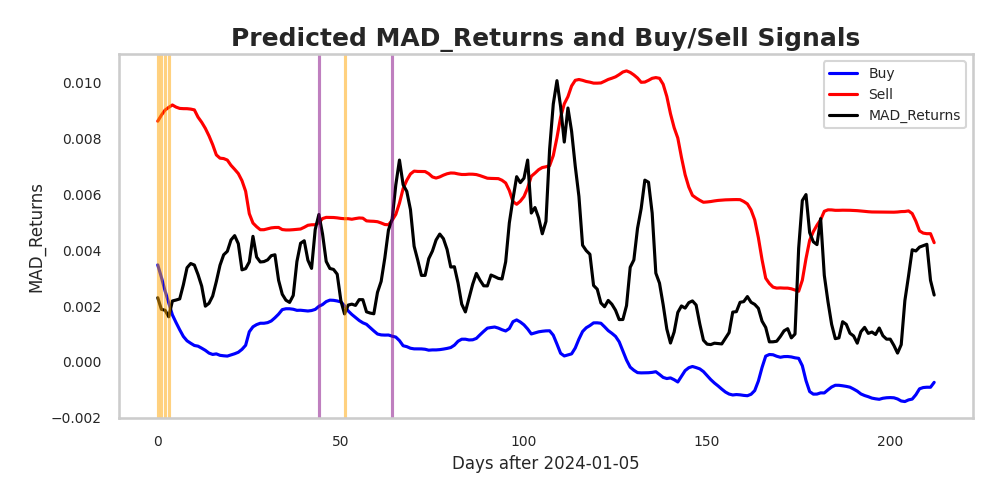 Predicted MAD_Returns and Buy/Sell Signals
Buy
Sell
MAD_Returns
MAD_Returns
0.010
0.008
0.006
0.004
0.002
0.000
−0.002
0
50
100
150
200
Days after 2024-01-05